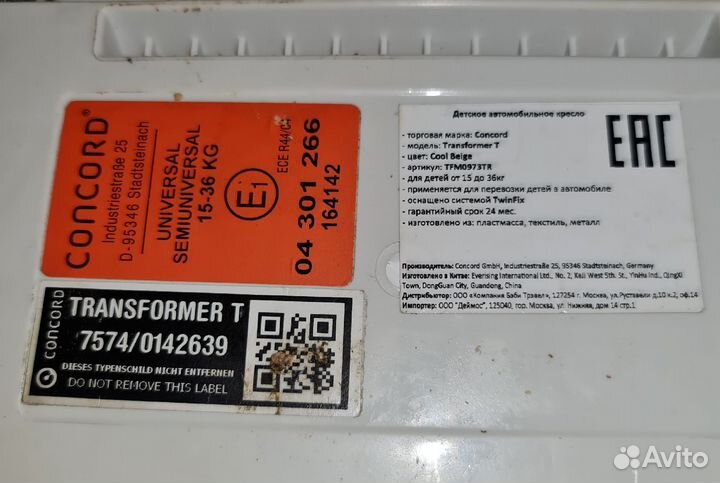 CONCORD®
Industriestraße 25
D-95346 Stadtsteinach
UNIVERSAL
SEMIUNIVERSAL
15-36 KG
E1
ECE R44/04
04 301 266
164142
CONCORD
TRANSFORMER T
7574/0142639
DIESES TYPENSCHILD NICHT ENTFERNEN
DO NOT REMOVE THIS LABEL
Детское автомобильное кресло
- торговая марка: Concord
- модель: Transformer T
- цвет: Cool Beige
- артикул: TFM0973TR
- для детей от 15 до 36кг
- применяется для перевозки детей в автомобиле
- оснащено системой TwinFix
- гарантийный срок 24 мес.
- изготовлено из: пластмасса, текстиль, металл
EAC
Производитель: Concord GmbH, Industriestraße 25, 95346 Stadtsteinach, Germany
Изготовлено в Китае: Evensing International Ltd., No. 2, Keji West 5th. St., YinHu Ind., QingXi
Town, DongGuan City, Guandong, China
Дистрибьютор: ООО «Компания Баби Трэвел», 127254 г. Москва, ул.Руставели д.10 к.2, оф.14
Импортер: ООО "Деймос", 125040, гор. Москва, ул. Нижняя, дом 14 стр.1
Avito